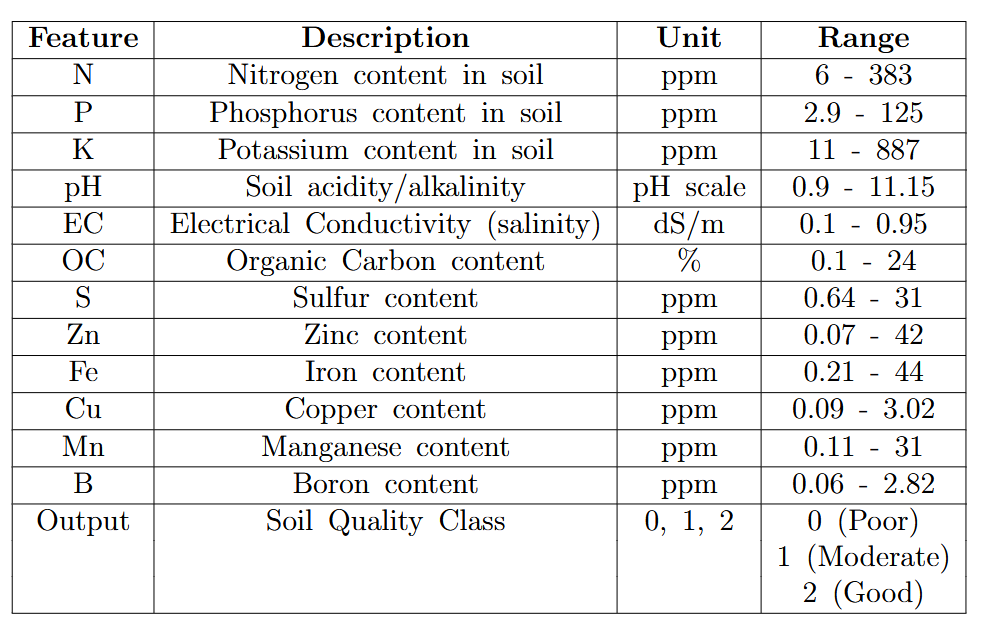 Feature Description Unit Range
N Nitrogen content in soil ppm 6 - 383
P Phosphorus content in soil ppm 2.9 - 125
K Potassium content in soil ppm 11 - 887
pH Soil acidity/alkalinity pH scale 0.9 - 11.15
EC Electrical Conductivity (salinity) dS/m 0.1 - 0.95
OC Organic Carbon content % 0.1 - 24
S Sulfur content ppm 0.64 - 31
Zn Zinc content ppm 0.07 - 42
Fe Iron content ppm 0.21 - 44
Cu Copper content ppm 0.09 - 3.02
Mn Manganese content ppm 0.11 - 31
B Boron content ppm 0.06 - 2.82
Output Soil Quality Class 0, 1, 2 0 (Poor)
1 (Moderate)
2 (Good)